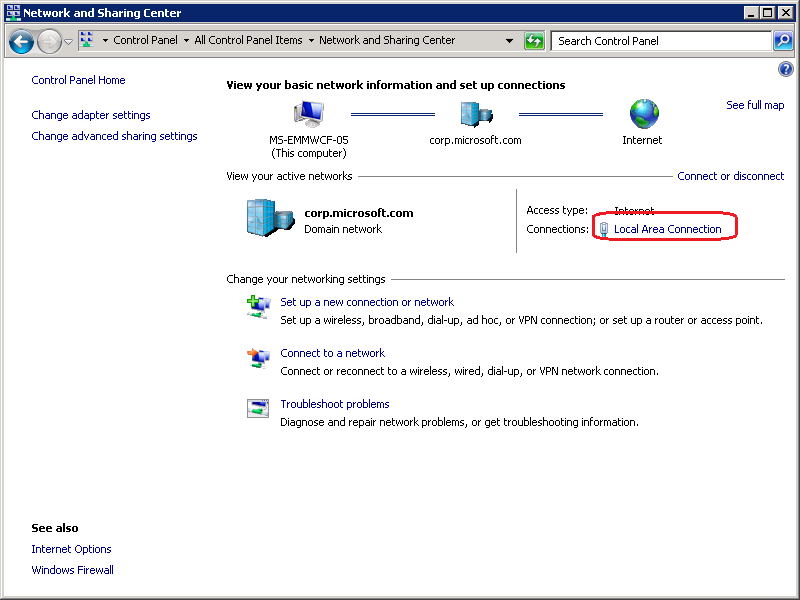 Network and Sharing Center
Control Panel All Control Panel Items Network and Sharing Center Search Control Panel
Control Panel Home
Change adapter settings
Change advanced sharing settings
View your basic network information and set up connections
See full map
MS-EMMWCF-05
(This computer)
corp.microsoft.com
Internet
View your active networks
Connect or disconnect
corp.microsoft.com
Domain network
Access type: Internet
Connections: Local Area Connection
Change your networking settings
Set up a new connection or network
Set up a wireless, broadband, dial-up, ad hoc, or VPN connection; or set up a router or access point.
Connect to a network
Connect or reconnect to a wireless, wired, dial-up, or VPN network connection.
Troubleshoot problems
Diagnose and repair network problems, or get troubleshooting information.
See also
Internet Options
Windows Firewall